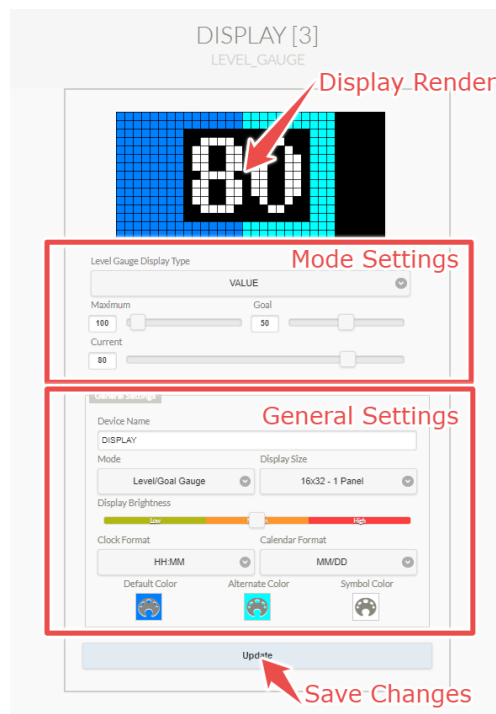 DISPLAY [3]
LEVEL_GAUGE
Display Render
80
Level Gauge Display Type
Mode Settings
VALUE
Maximum
Goal
100
50
Current
80
General Settings
General Settings
Device Name
DISPLAY
Mode
Display Size
Level/Goal Gauge
16x32 - 1 Panel
Display Brightness
Low
High
Clock Format
Calendar Format
HH:MM
MM/DD
Default Color
Alternate Color
Symbol Color
Update
Save Changes